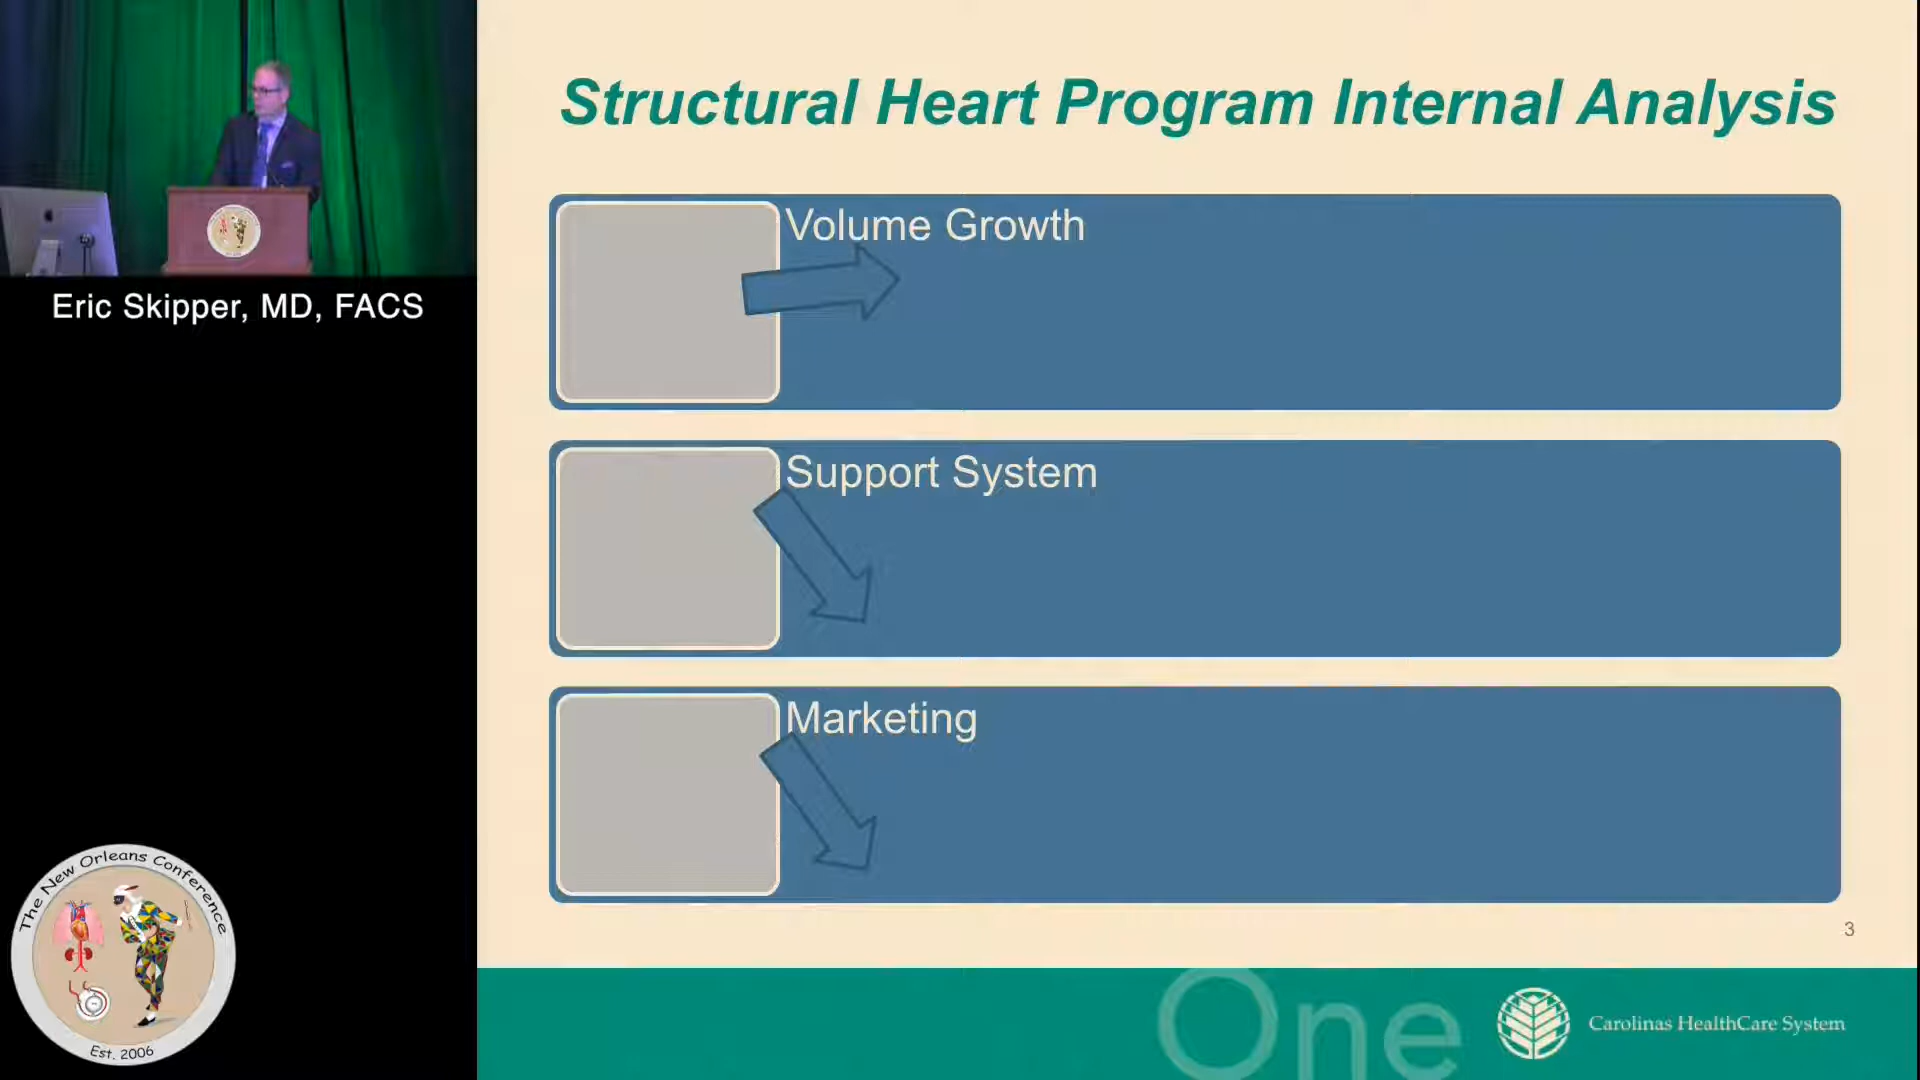 Eric Skipper, MD, FACS
Structural Heart Program Internal Analysis
Volume Growth
Support System
Marketing
3
One
Carolinas HealthCare System
The New Orleans Conference
Est. 2006